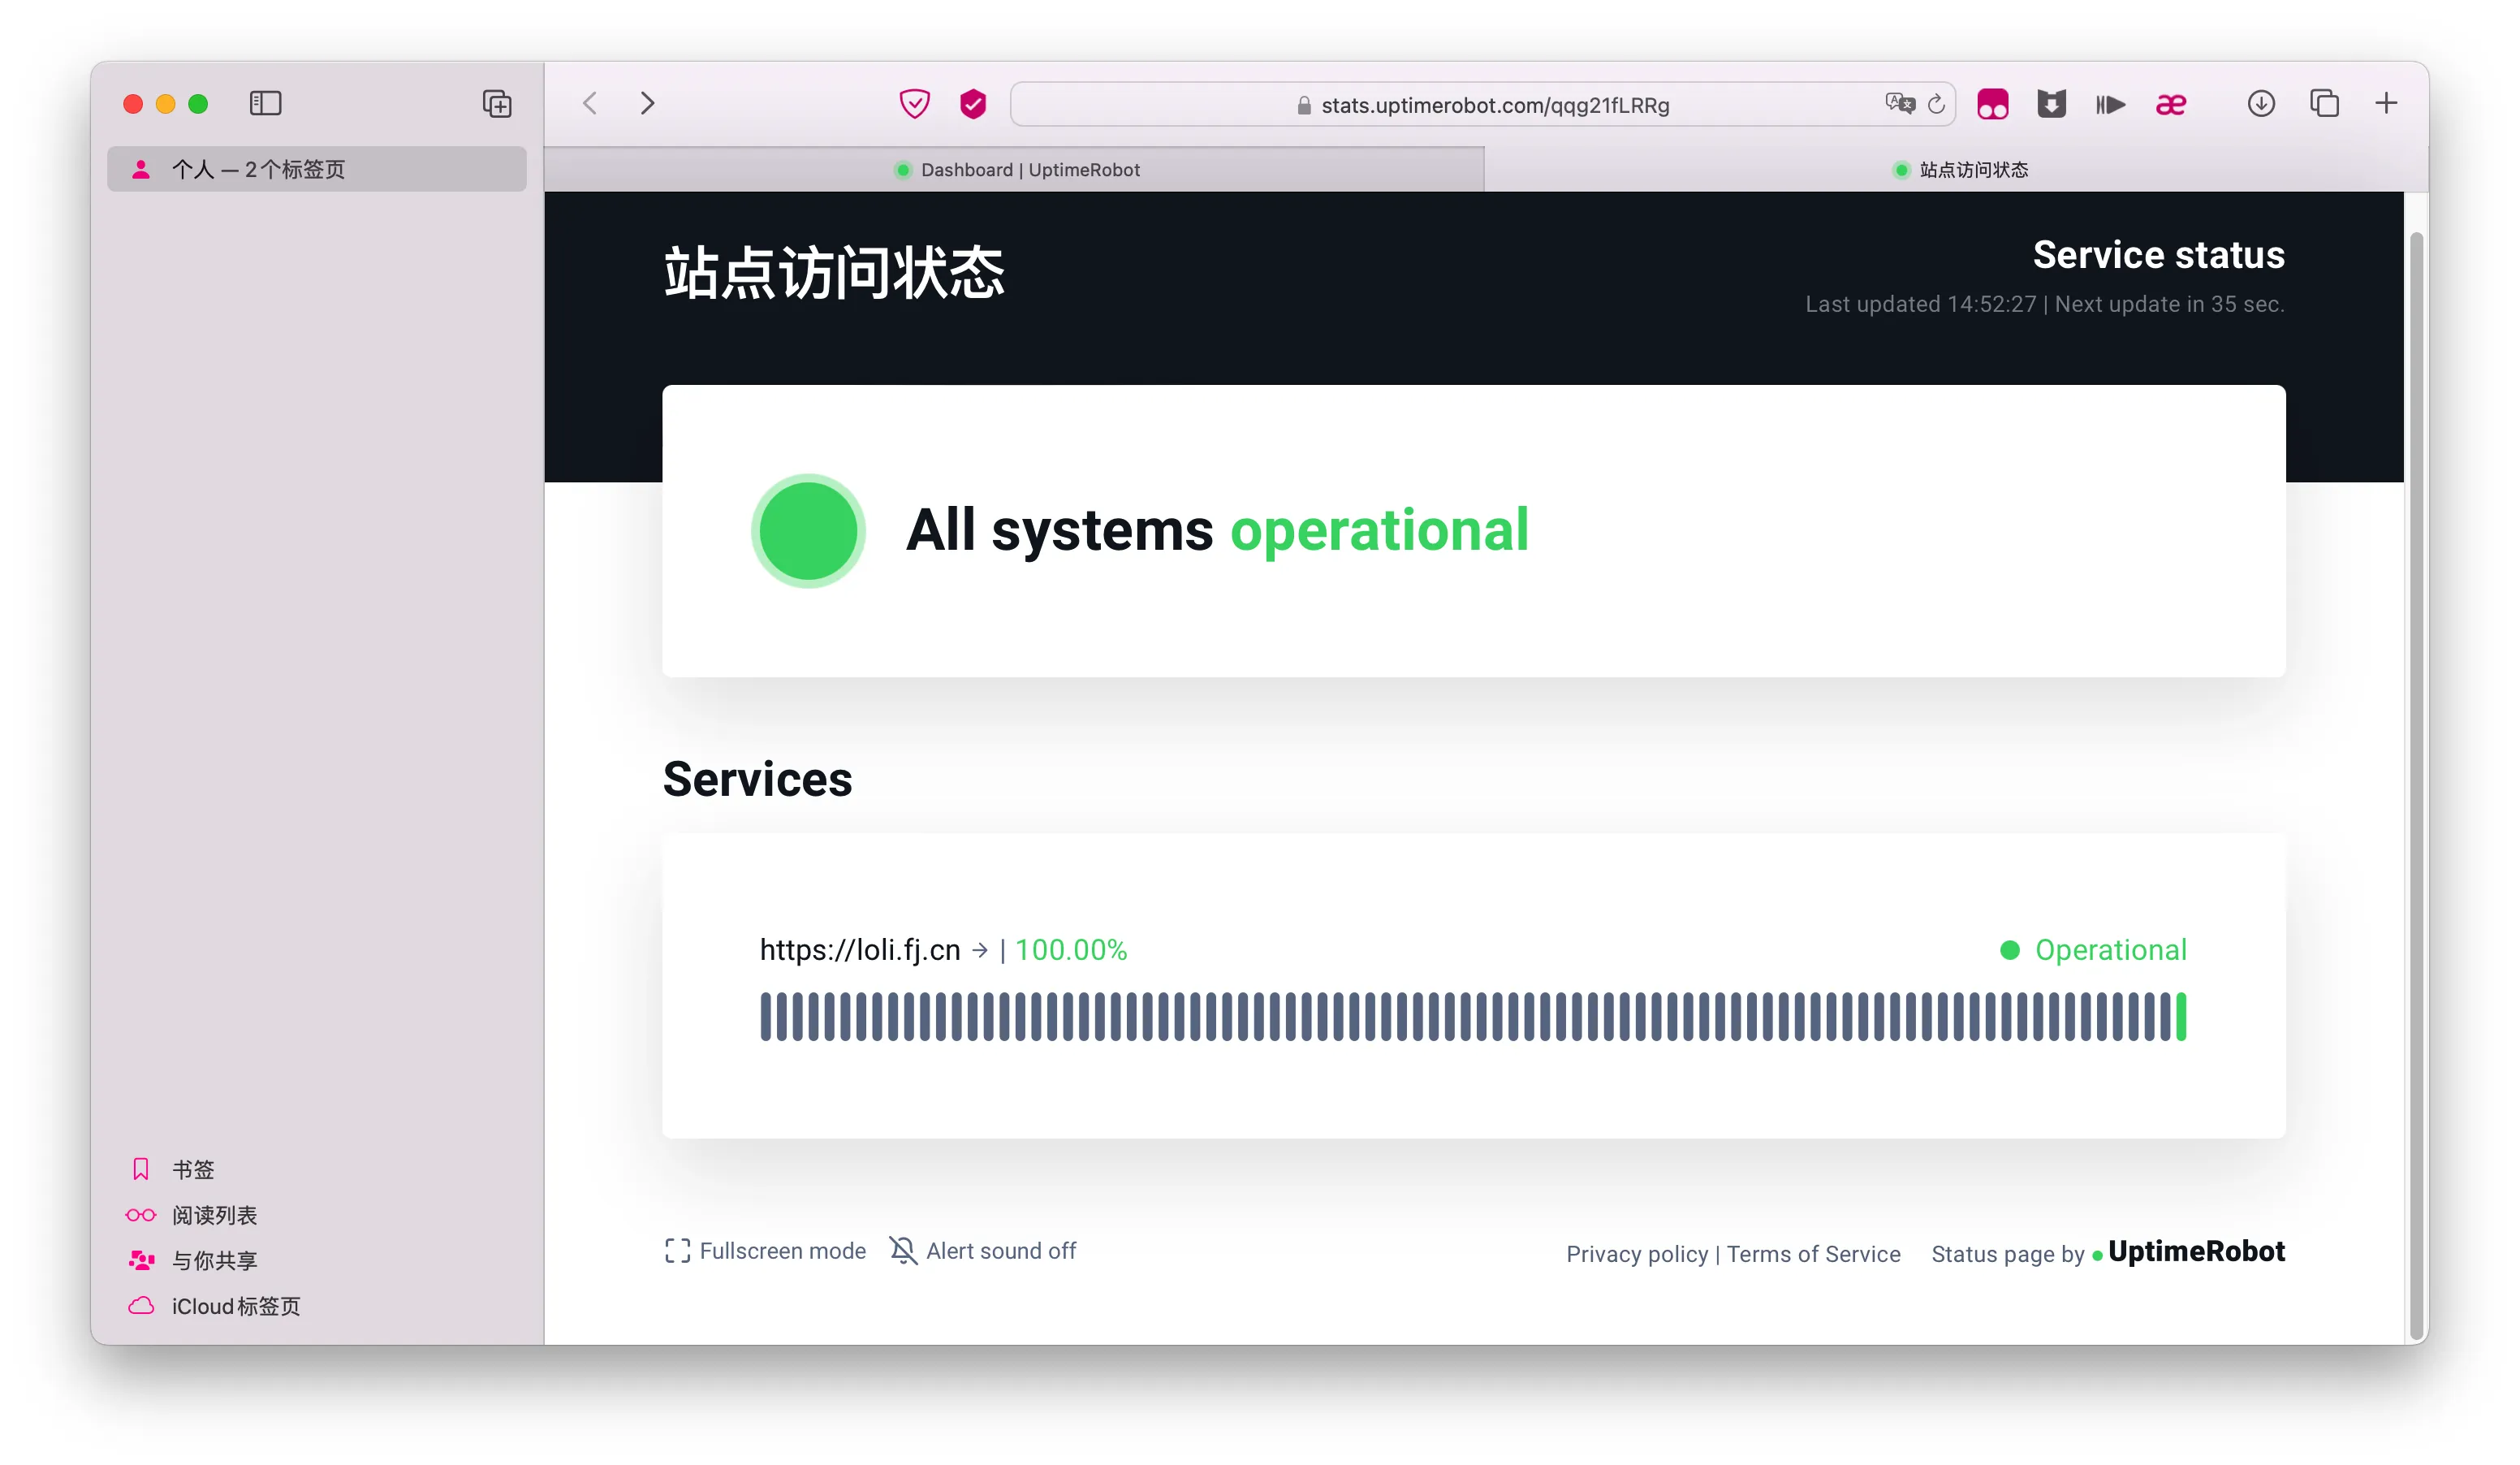 stats.uptimerobot.com/qqg21fLRRg
个人 — 2个标签页
Dashboard | UptimeRobot
站点访问状态
站点访问状态
Service status
Last updated 14:52:27 | Next update in 35 sec.
All systems operational
Services
https://loli.fj.cn → | 100.00%
Operational
书签
阅读列表
与你共享
iCloud标签页
Fullscreen mode
Alert sound off
Privacy policy | Terms of Service
Status page by UptimeRobot